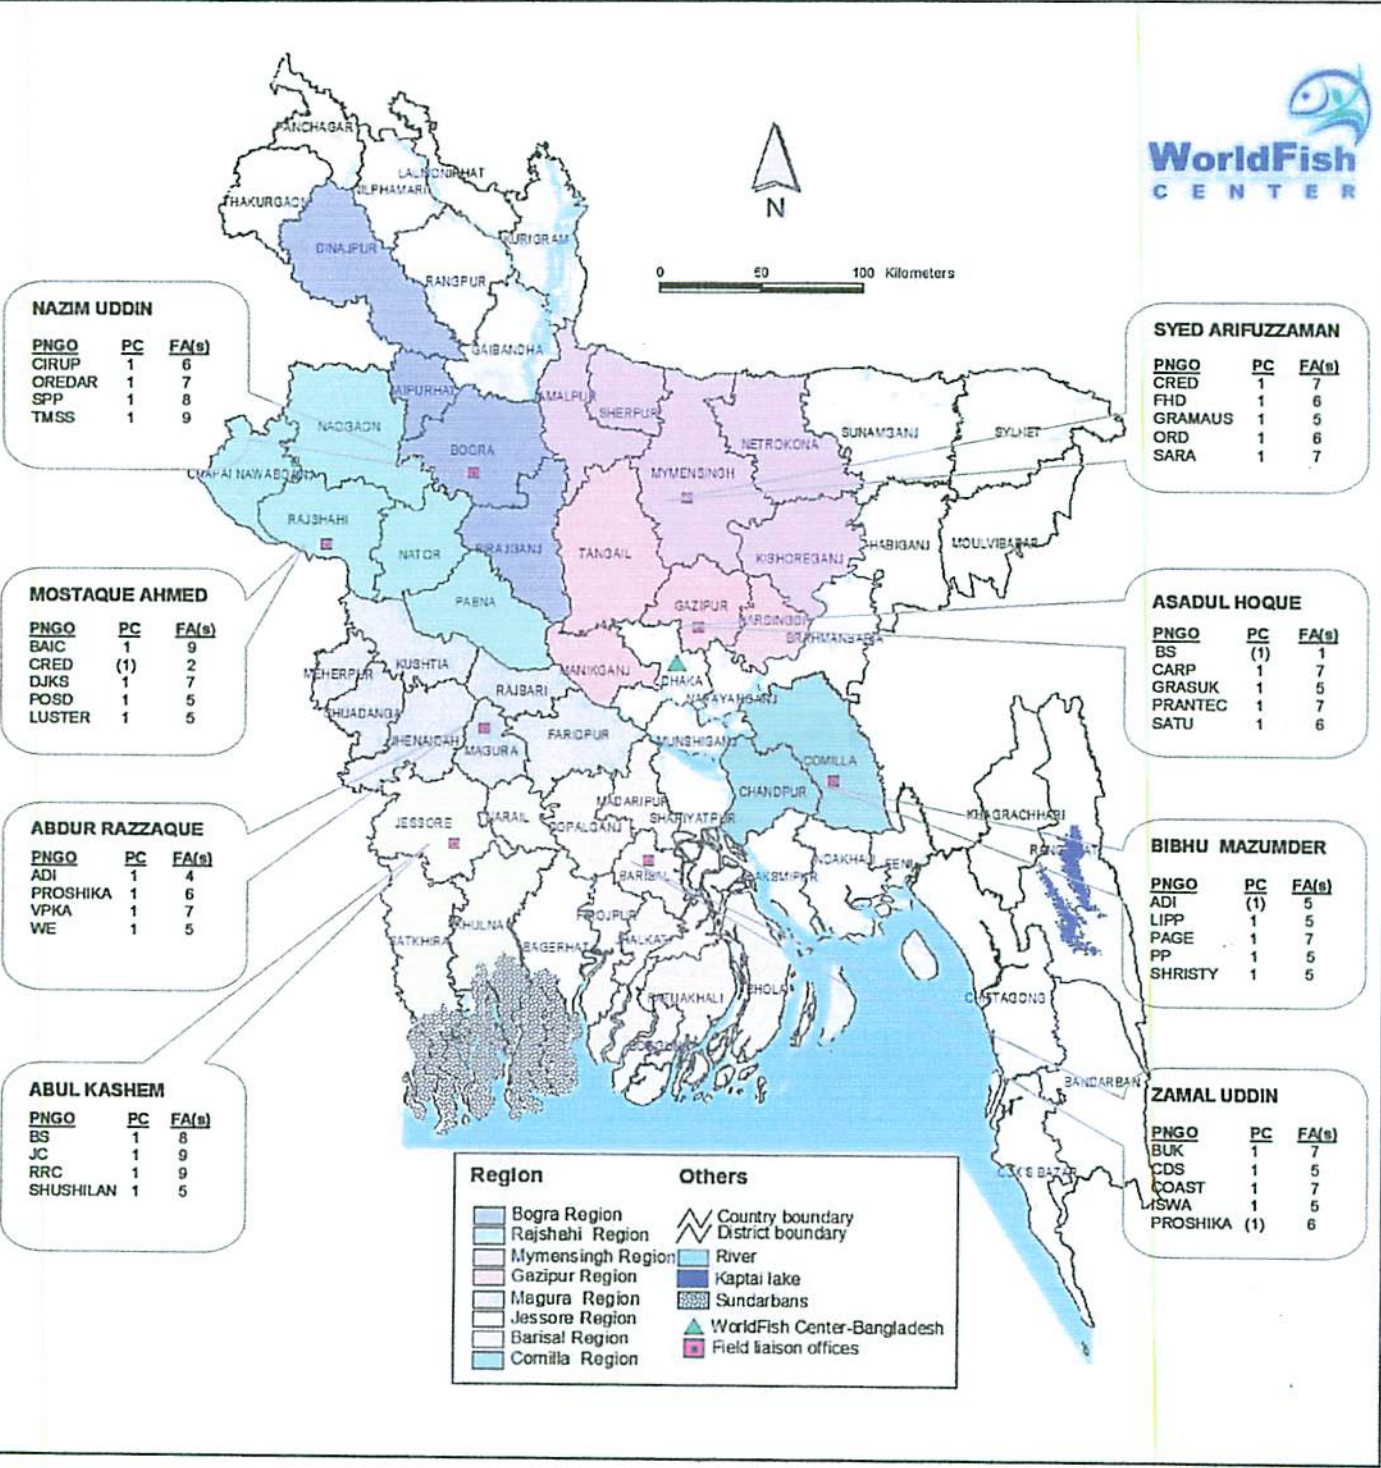 WorldFish
CENTER
N
0 50 100 Kilometers
PANCHAGAR
LALMONIRHAT
NILPHAMARI
THAKURGAON
DINAJPUR
KURIGRAM
RANGPUR
GAIBANDHA
JAIPURHAT
JAMALPUR
SHERPUR
NAOGAON
BOGRA
NETROKONA
SUNAMGANJ
SYLHET
CHAPAI NAWABGANJ
MYMENSINGH
RAJSHAHI
NATOR
SIRAJGANJ
TANGAIL
KISHOREGANJ
HABIGANJ
MOULVIBAZAR
PABNA
GAZIPUR
NARSINGDI
BRAHMANBARIA
MEHERPUR
KUSHTIA
MANIKGANJ
DHAKA
RAJBARI
NARAYANGANJ
CHUADANGA
JHENAIDAH
MAGURA
FARIDPUR
MUNSHIGANJ
COMILLA
CHANDPUR
MADARIPUR
SHARIYATPUR
JESSORE
NARAIL
GOPALGANJ
KHAGRACHHARI
NOAKHALI
FENI
BARISAL
LAKSMIPUR
PIROJPUR
KHULNA
SATKHIRA
BAGERHAT
JHALKATHI
PATUAKHALI
BHOLA
CHITTAGONG
BANDARBAN
COX'S BAZAR
NAZIM UDDIN
PNGO PC FA(s)
CIRUP 1 6
OREDAR 1 7
SPP 1 8
TMSS 1 9
MOSTAQUE AHMED
PNGO PC FA(s)
BAIC 1 9
CRED (1) 2
DJKS 1 7
POSD 1 5
LUSTER 1 5
ABDUR RAZZAQUE
PNGO PC FA(s)
ADI 1 4
PROSHIKA 1 6
VPKA 1 7
WE 1 5
ABUL KASHEM
PNGO PC FA(s)
BS 1 8
JC 1 9
RRC 1 9
SHUSHILAN 1 5
SYED ARIFUZZAMAN
PNGO PC FA(s)
CRED 1 7
FHD 1 6
GRAMAUS 1 5
ORD 1 6
SARA 1 7
ASADUL HOQUE
PNGO PC FA(s)
BS (1) 1
CARP 1 7
GRASUK 1 5
PRANTEC 1 7
SATU 1 6
BIBHU MAZUMDER
PNGO PC FA(s)
ADI (1) 5
LIPP 1 5
PAGE 1 7
PP 1 5
SHRISTY 1 5
ZAMAL UDDIN
PNGO PC FA(s)
BUK 1 7
CDS 1 5
COAST 1 7
ISWA 1 5
PROSHIKA (1) 6
Region
Bogra Region
Rajshahi Region
Mymensingh Region
Gazipur Region
Magura Region
Jessore Region
Barisal Region
Comilla Region
Others
Country boundary
District boundary
River
Kaptai lake
Sundarbans
WorldFish Center-Bangladesh
Field liaison offices